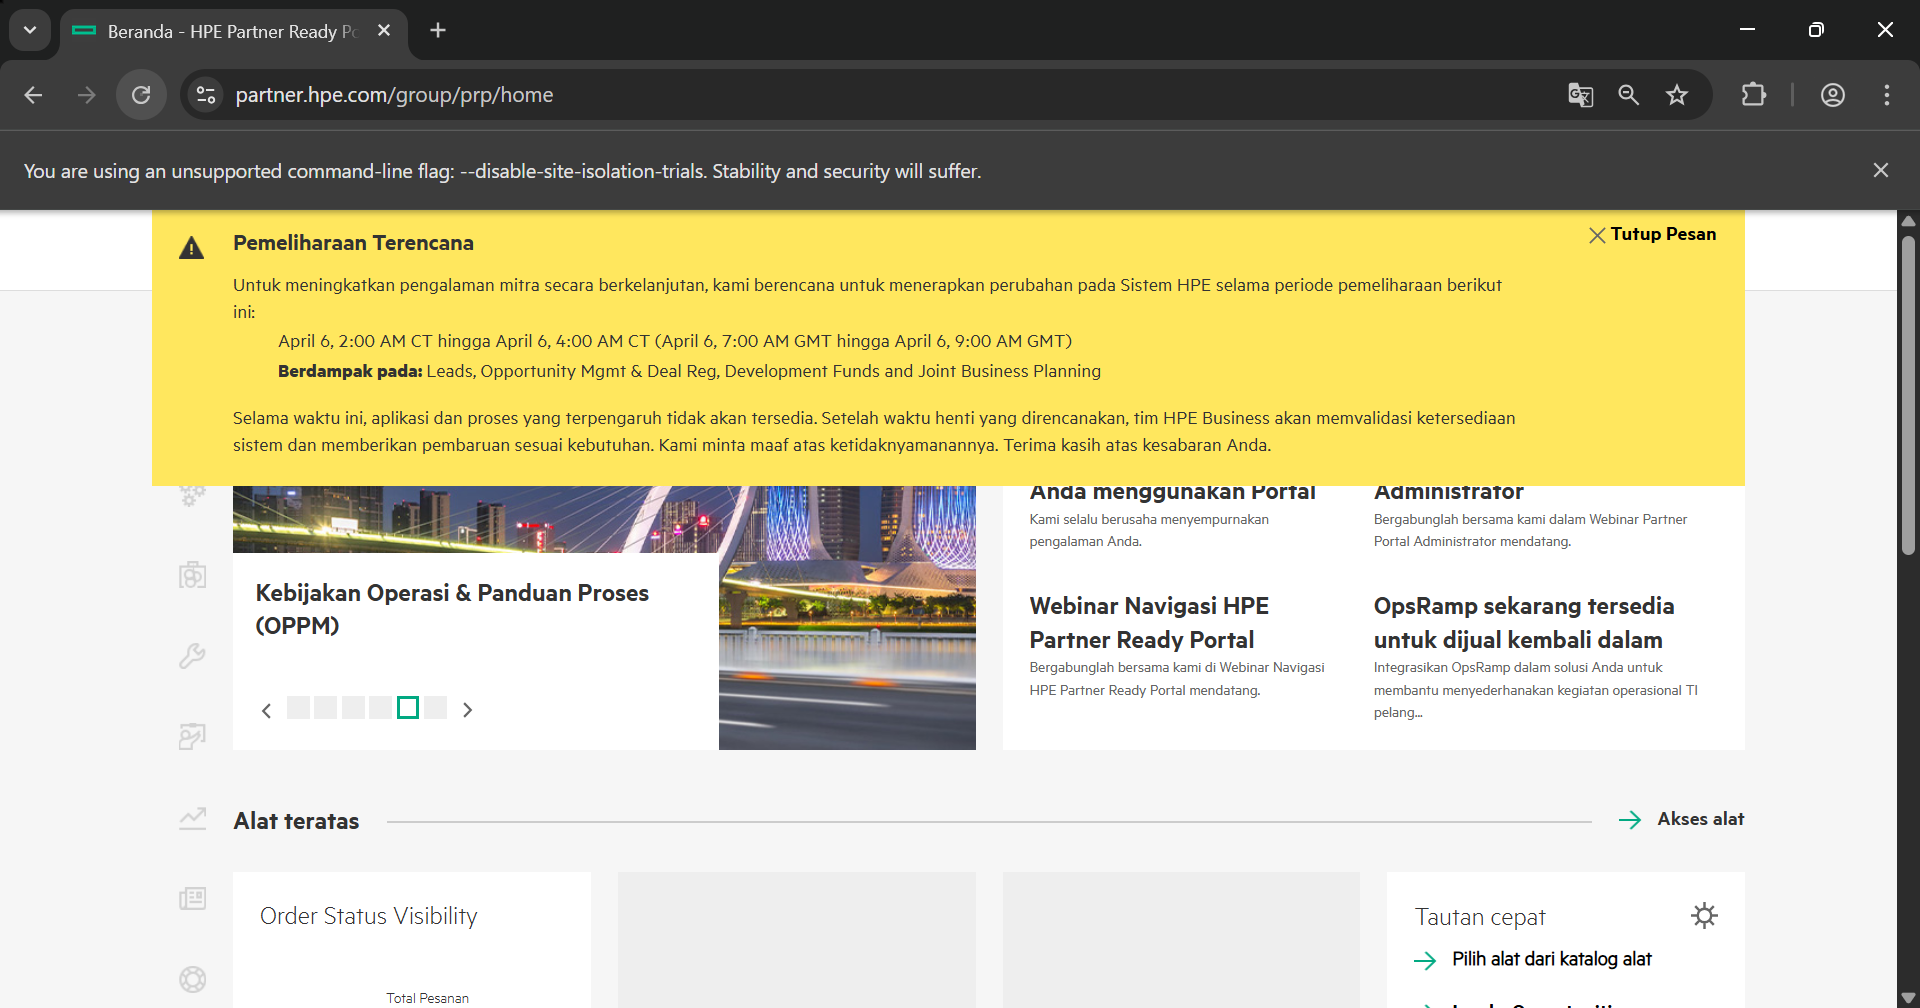 Beranda - HPE Partner Ready Po
partner.hpe.com/group/prp/home
You are using an unsupported command-line flag: --disable-site-isolation-trials. Stability and security will suffer.
Pemeliharaan Terencana
Tutup Pesan
Untuk meningkatkan pengalaman mitra secara berkelanjutan, kami berencana untuk menerapkan perubahan pada Sistem HPE selama periode pemeliharaan berikut
ini:
April 6, 2:00 AM CT hingga April 6, 4:00 AM CT (April 6, 7:00 AM GMT hingga April 6, 9:00 AM GMT)
Berdampak pada: Leads, Opportunity Mgmt & Deal Reg, Development Funds and Joint Business Planning
Selama waktu ini, aplikasi dan proses yang terpengaruh tidak akan tersedia. Setelah waktu henti yang direncanakan, tim HPE Business akan memvalidasi ketersediaan
sistem dan memberikan pembaruan sesuai kebutuhan. Kami minta maaf atas ketidaknyamanannya. Terima kasih atas kesabaran Anda.
Kebijakan Operasi & Panduan Proses
(OPPM)
Anda menggunakan Portal
Kami selalu berusaha menyempurnakan
pengalaman Anda.
Administrator
Bergabunglah bersama kami dalam Webinar Partner
Portal Administrator mendatang.
Webinar Navigasi HPE
Partner Ready Portal
Bergabunglah bersama kami di Webinar Navigasi
HPE Partner Ready Portal mendatang.
OpsRamp sekarang tersedia
untuk dijual kembali dalam
Integrasikan OpsRamp dalam solusi Anda untuk
membantu menyederhanakan kegiatan operasional TI
pelang...
Alat teratas
Akses alat
Order Status Visibility
Total Pesanan
Tautan cepat
Pilih alat dari katalog alat